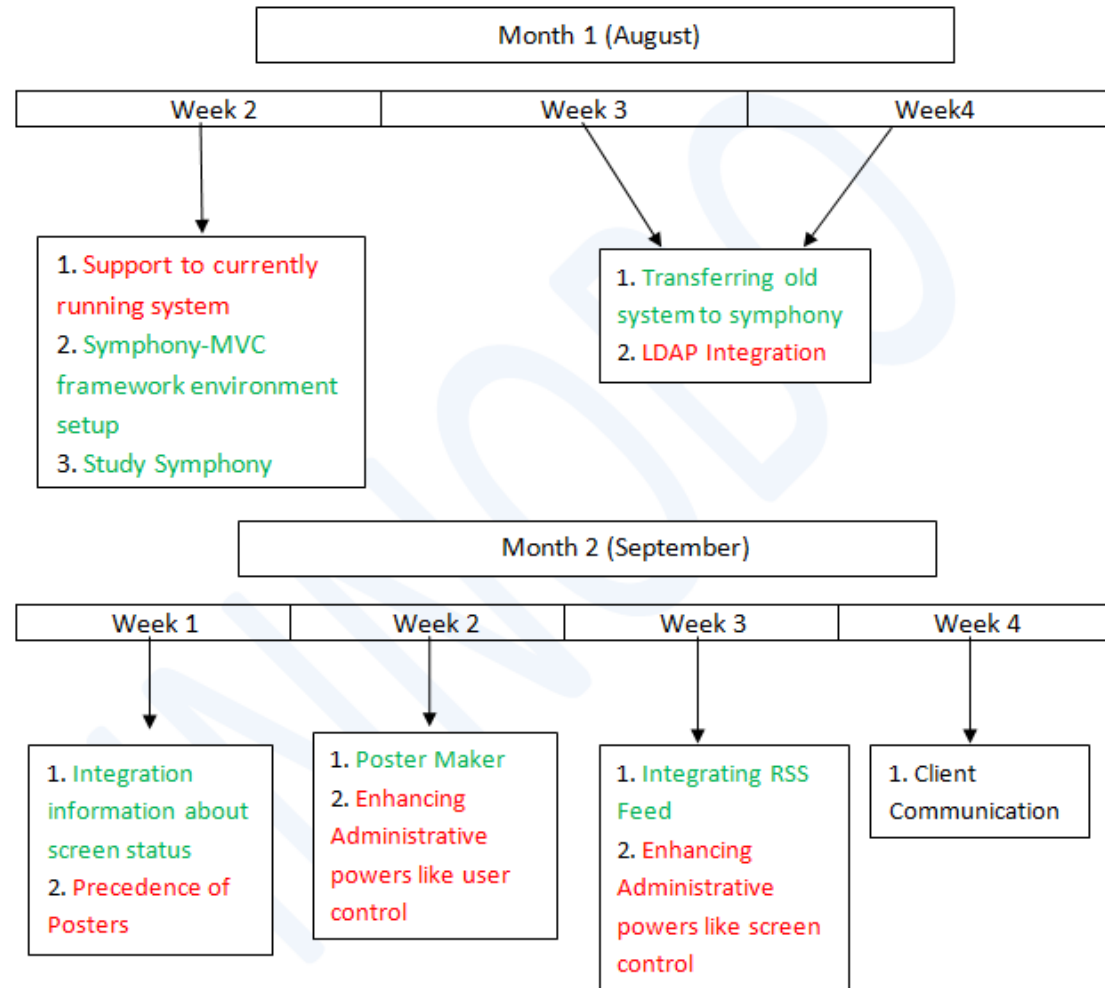 Month 1 (August)
Week 2
Week 3
Week4
1. Support to currently
running system
2. Symphony-MVC
framework environment
setup
3. Study Symphony
1. Transferring old
system to symphony
2. LDAP Integration
Month 2 (September)
Week 1
Week 2
Week 3
Week 4
1. Integration
information about
screen status
2. Precedence of
Posters
1. Poster Maker
2. Enhancing
Administrative
powers like user
control
1. Integrating RSS
Feed
2. Enhancing
Administrative
powers like screen
control
1. Client
Communication